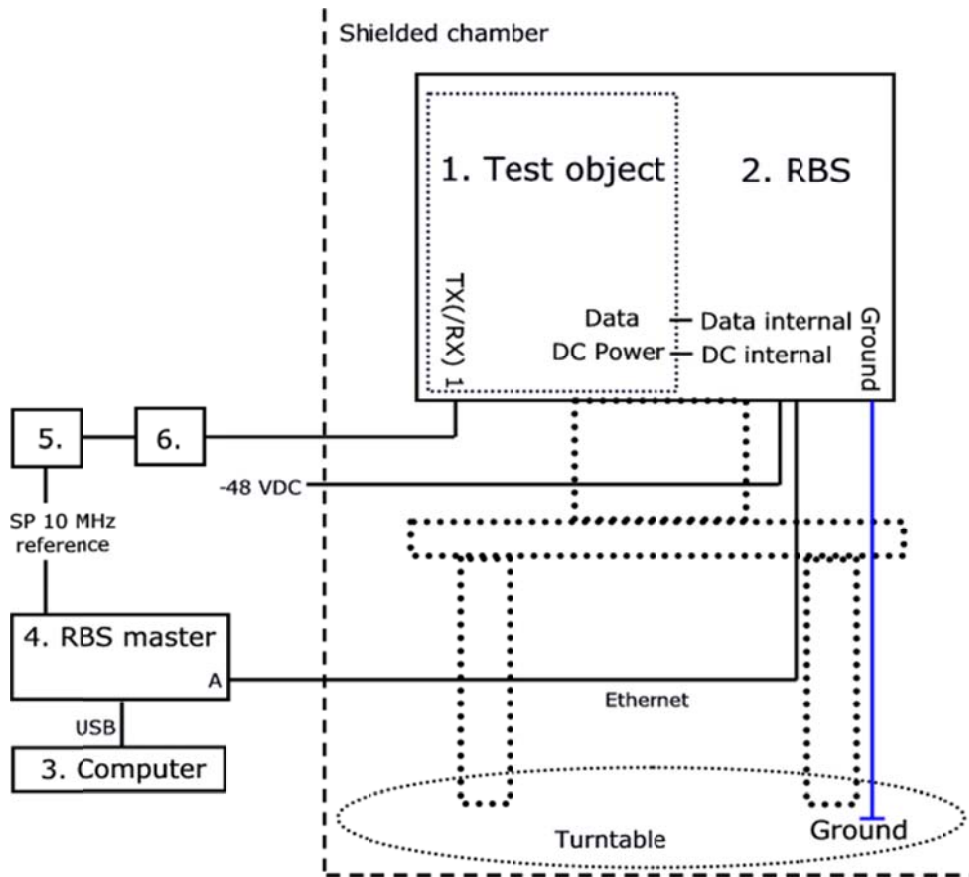 Shielded chamber
1. Test object
2. RBS
TX(/RX) 1
Data
Data internal
DC Power
DC internal
Ground
5.
6.
-48 VDC
SP 10 MHz
reference
4. RBS master
A
Ethernet
USB
3. Computer
Turntable
Ground